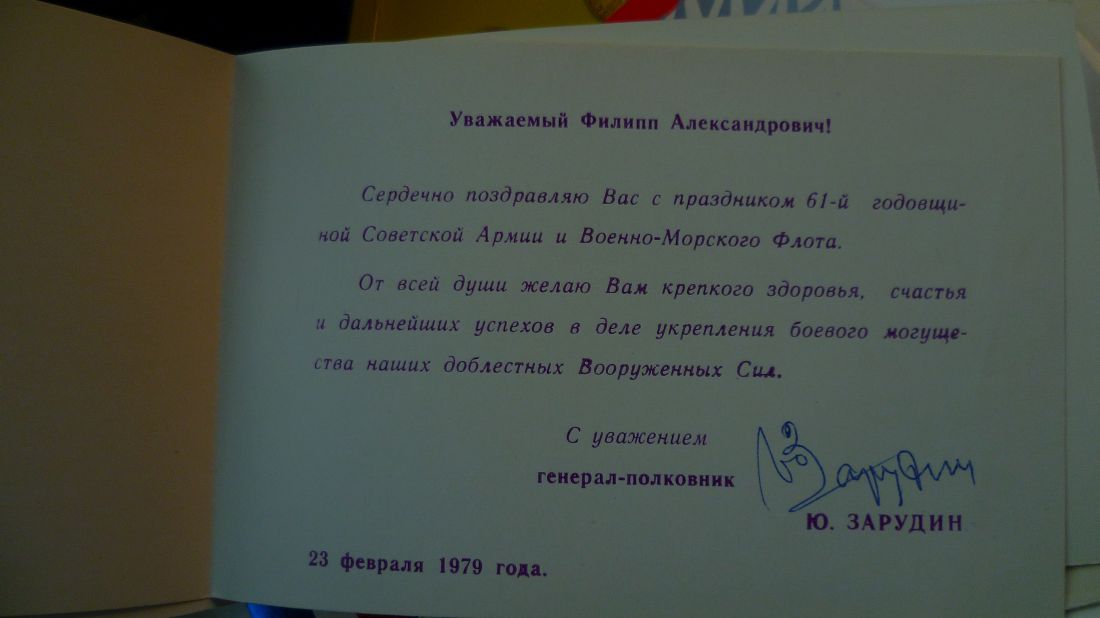 Уважаемый Филипп Александрович!
Сердечно поздравляю Вас с праздником 61-й годовщи-
ной Советской Армии и Военно-Морского Флота.
От всей души желаю Вам крепкого здоровья, счастья
и дальнейших успехов в деле укрепления боевого могуще-
ства наших доблестных Вооруженных Сил.
С уважением
генерал-полковник
Ю. ЗАРУДИН
23 февраля 1979 года.